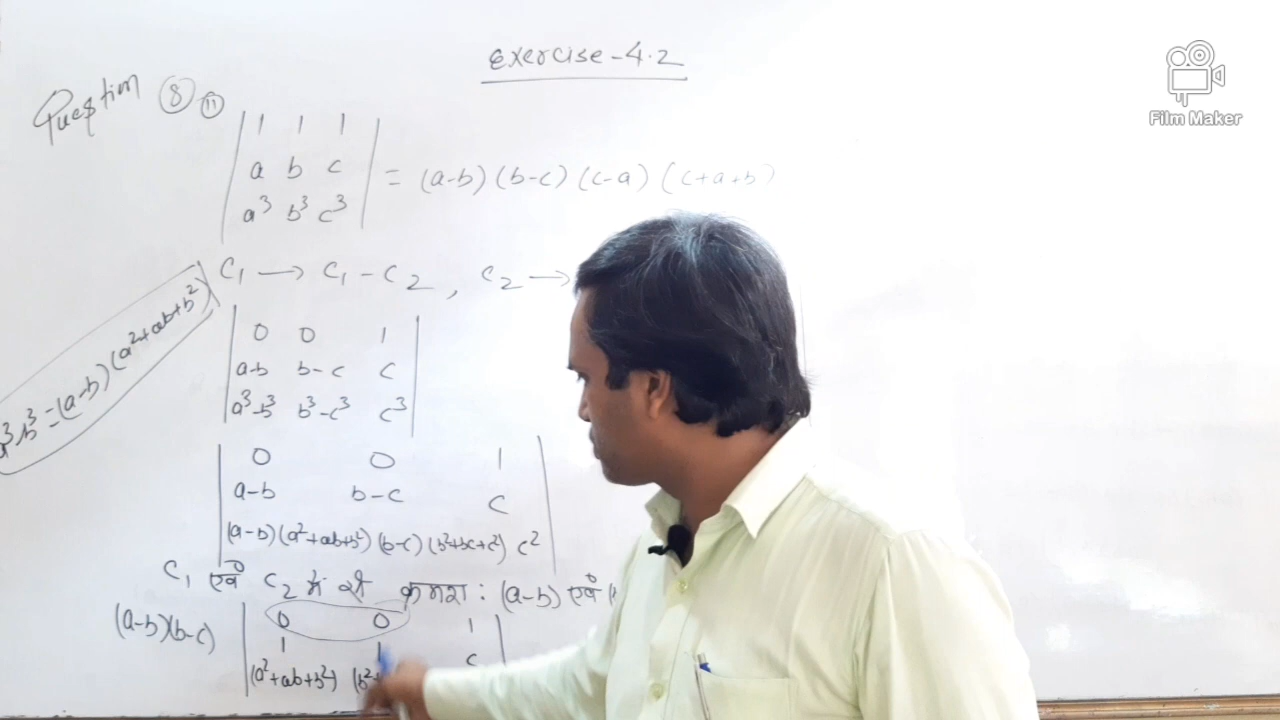 Exercise-4.2
Question 8 (ii)
| 1 1 1 |
| a b c | = (a-b) (b-c) (c-a) (c+a+b)
| a³ b³ c³ |
C₁ → C₁ - C₂ , C₂ →
a³-b³ = (a-b) (a²+ab+b²)
| 0 0 1 |
| a-b b-c c |
| a³-b³ b³-c³ c³ |
| 0 0 1 |
| a-b b-c c |
| (a-b)(a²+ab+b²) (b-c)(b²+bc+c²) c² |
C₁ एवं C₂ में से क्रमशः : (a-b) एवं (
(a-b)(b-c) | 0 0 1 |
| 1 1 c |
| (a²+ab+b²) (b²+
Film Maker